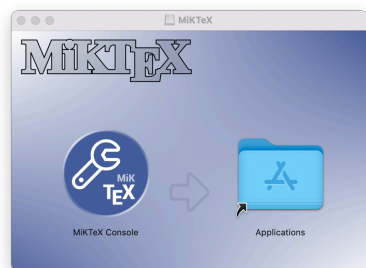 MiKTeX
MiKTEX
MiK
TEX
MiKTeX Console
Applications